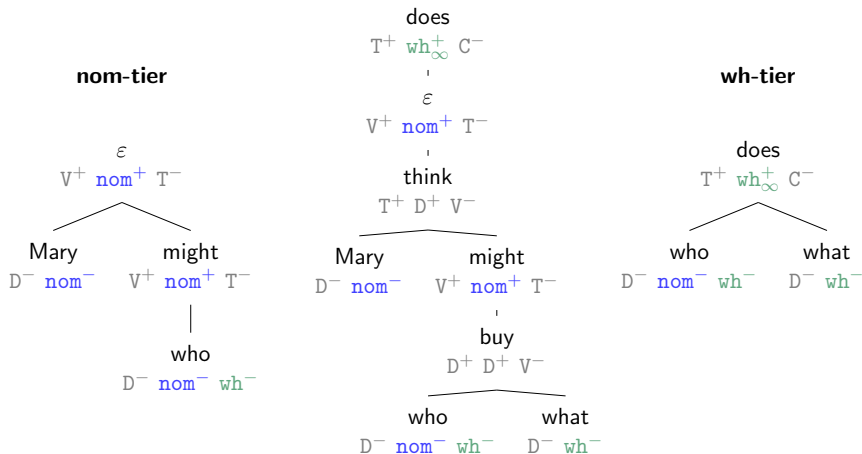 does
T⁺ wh⁺∞ C⁻
nom-tier
wh-tier
ε
V⁺ nom⁺ T⁻
ε
V⁺ nom⁺ T⁻
does
T⁺ wh⁺∞ C⁻
think
T⁺ D⁺ V⁻
Mary
D⁻ nom⁻
might
V⁺ nom⁺ T⁻
Mary
D⁻ nom⁻
might
V⁺ nom⁺ T⁻
who
D⁻ nom⁻ wh⁻
what
D⁻ wh⁻
who
D⁻ nom⁻ wh⁻
buy
D⁺ D⁺ V⁻
who
D⁻ nom⁻ wh⁻
what
D⁻ wh⁻